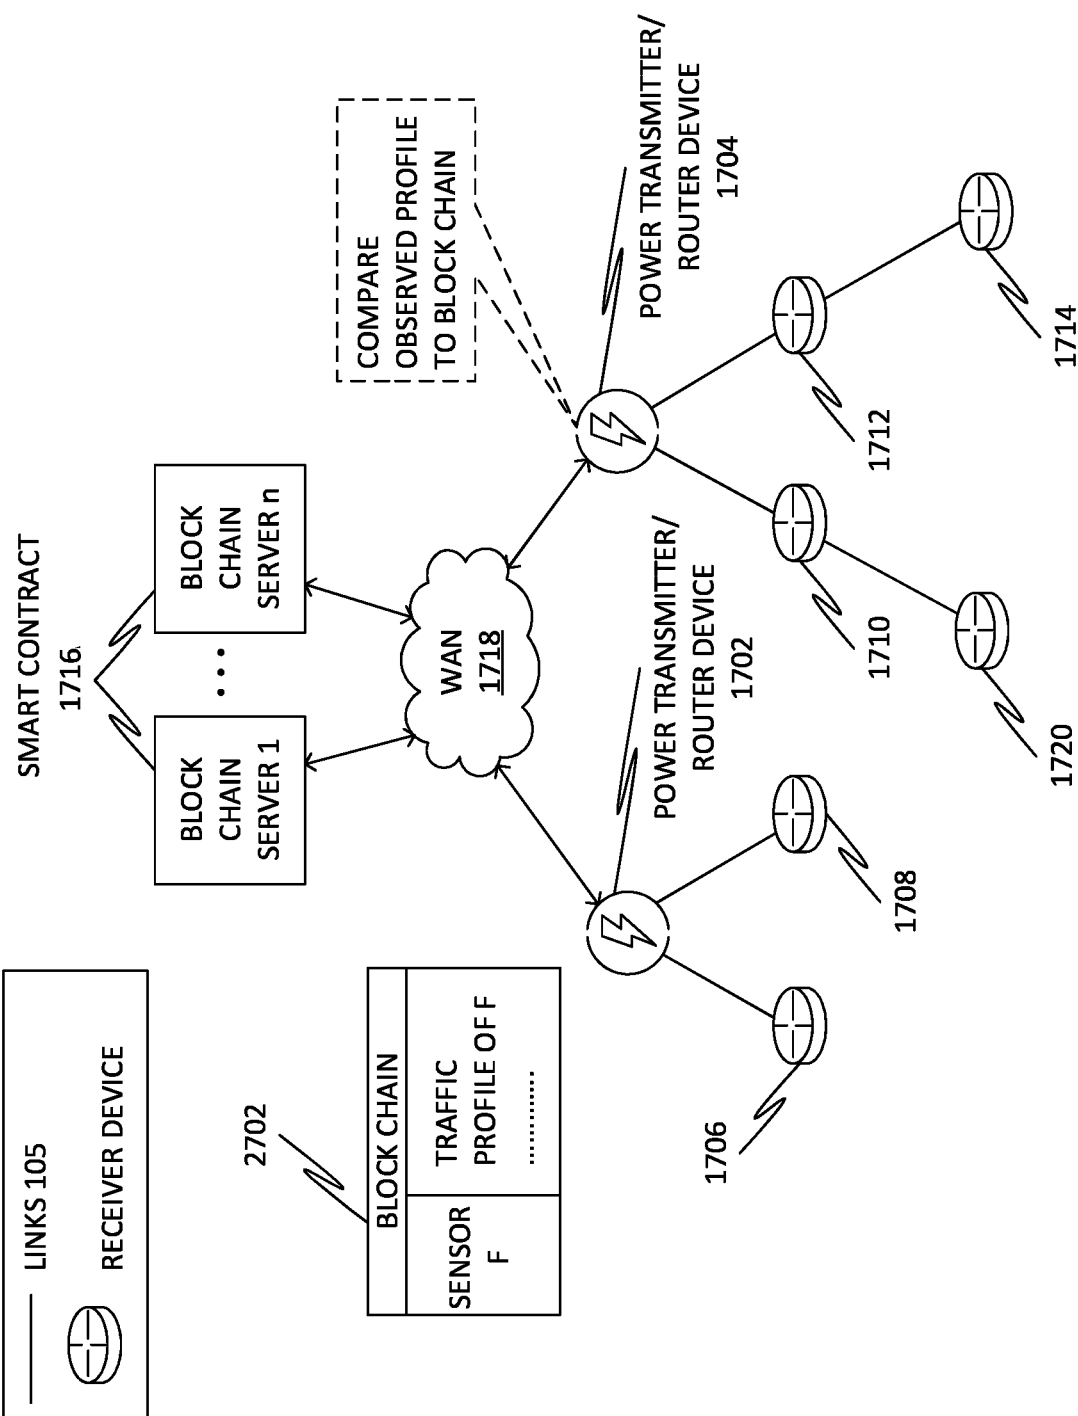 LINKS 105
RECEIVER DEVICE
SMART CONTRACT
1716
BLOCK
CHAIN
SERVER 1
...
BLOCK
CHAIN
SERVER n
2702
BLOCK CHAIN
SENSOR
F
TRAFFIC
PROFILE OF F
............
WAN
1718
COMPARE
OBSERVED PROFILE
TO BLOCK CHAIN
POWER TRANSMITTER/
ROUTER DEVICE
1702
POWER TRANSMITTER/
ROUTER DEVICE
1704
1706
1708
1710
1712
1720
1714